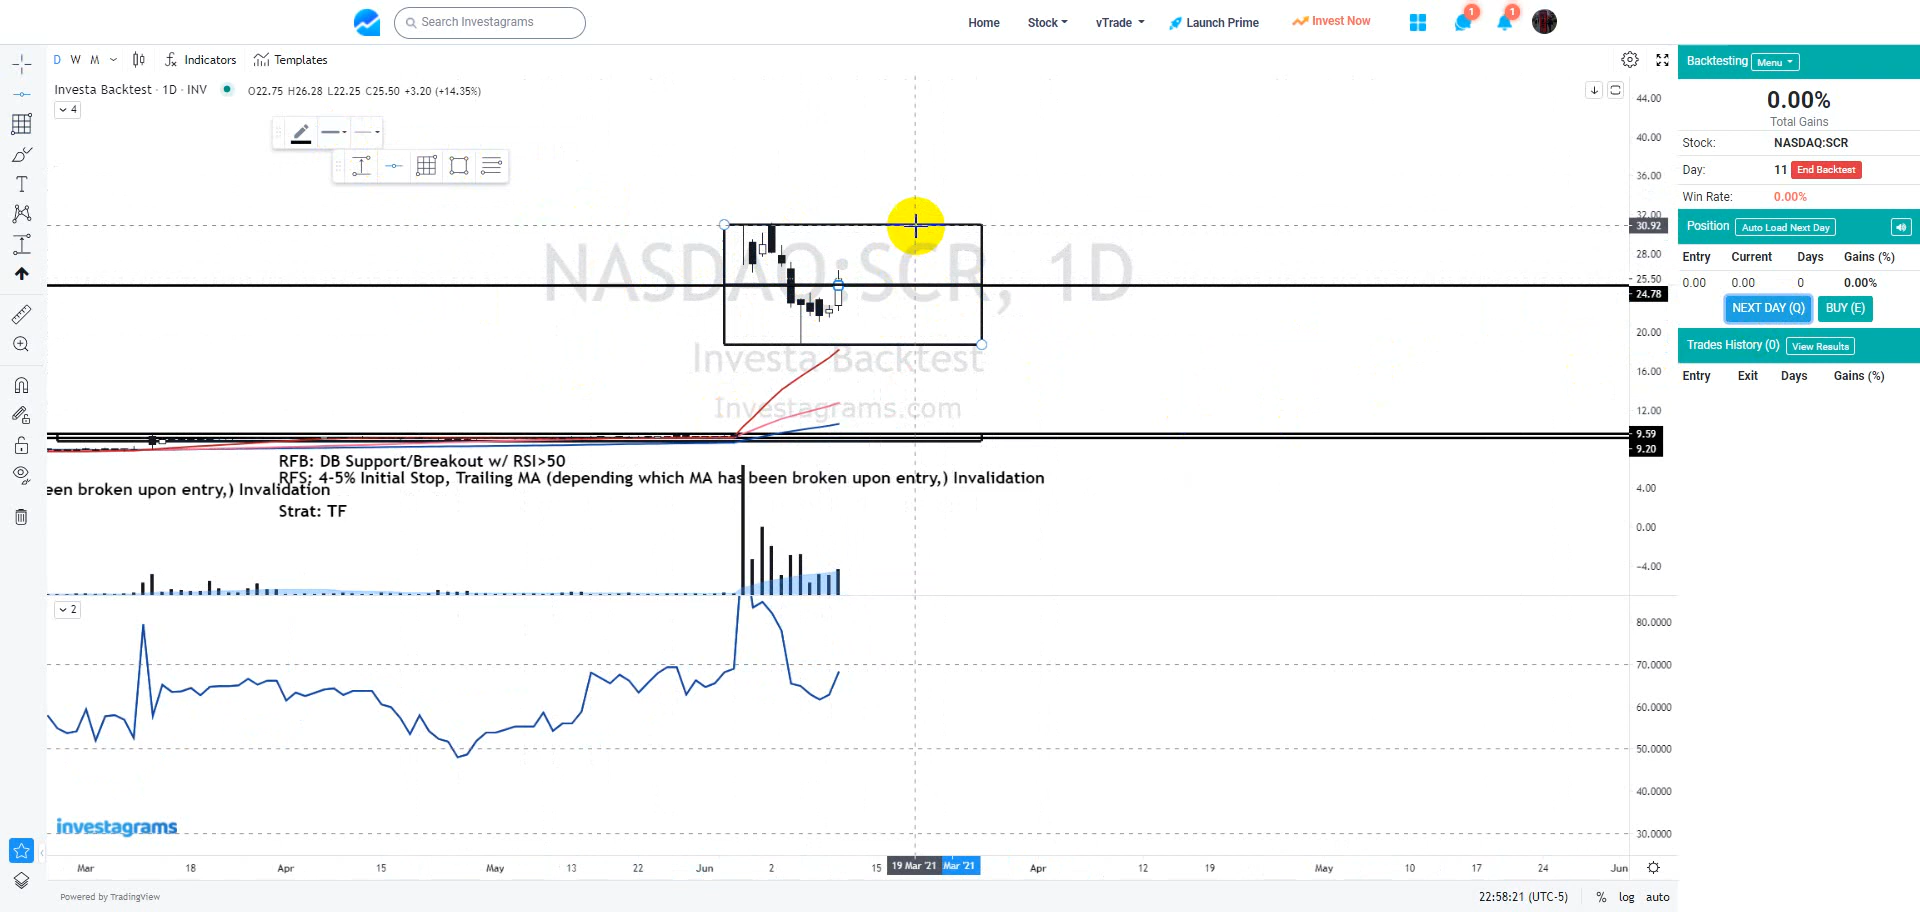 Search Investagrams
Home
Stock
vTrade
Launch Prime
Invest Now
1
1
D W M
Indicators
Templates
Investa Backtest · 1D · INV
O22.75 H26.28 L22.25 C25.50 +3.20 (+14.35%)
4
NASDAQ:SCR, 1D
Investa Backtest
Investagrams.com
RFB: DB Support/Breakout w/ RSI>50
RFS: 4-5% Initial Stop, Trailing MA (depending which MA has been broken upon entry,) Invalidation
een broken upon entry,) Invalidation
Strat: TF
2
investagrams
44.00
40.00
36.00
32.00
30.92
28.00
25.50
24.78
20.00
16.00
12.00
9.59
9.20
4.00
0.00
−4.00
80.0000
70.0000
60.0000
50.0000
40.0000
30.0000
Mar 18 Apr 15 May 13 22 Jun 2 15 19 Mar '21 Mar '21 Apr 12 19 May 10 17 24 Jun
Powered by TradingView
22:58:21 (UTC-5) % log auto
Backtesting Menu
0.00%
Total Gains
Stock: NASDAQ:SCR
Day: 11 End Backtest
Win Rate: 0.00%
Position Auto Load Next Day
Entry Current Days Gains (%)
0.00 0.00 0 0.00%
NEXT DAY (Q) BUY (E)
Trades History (0) View Results
Entry Exit Days Gains (%)